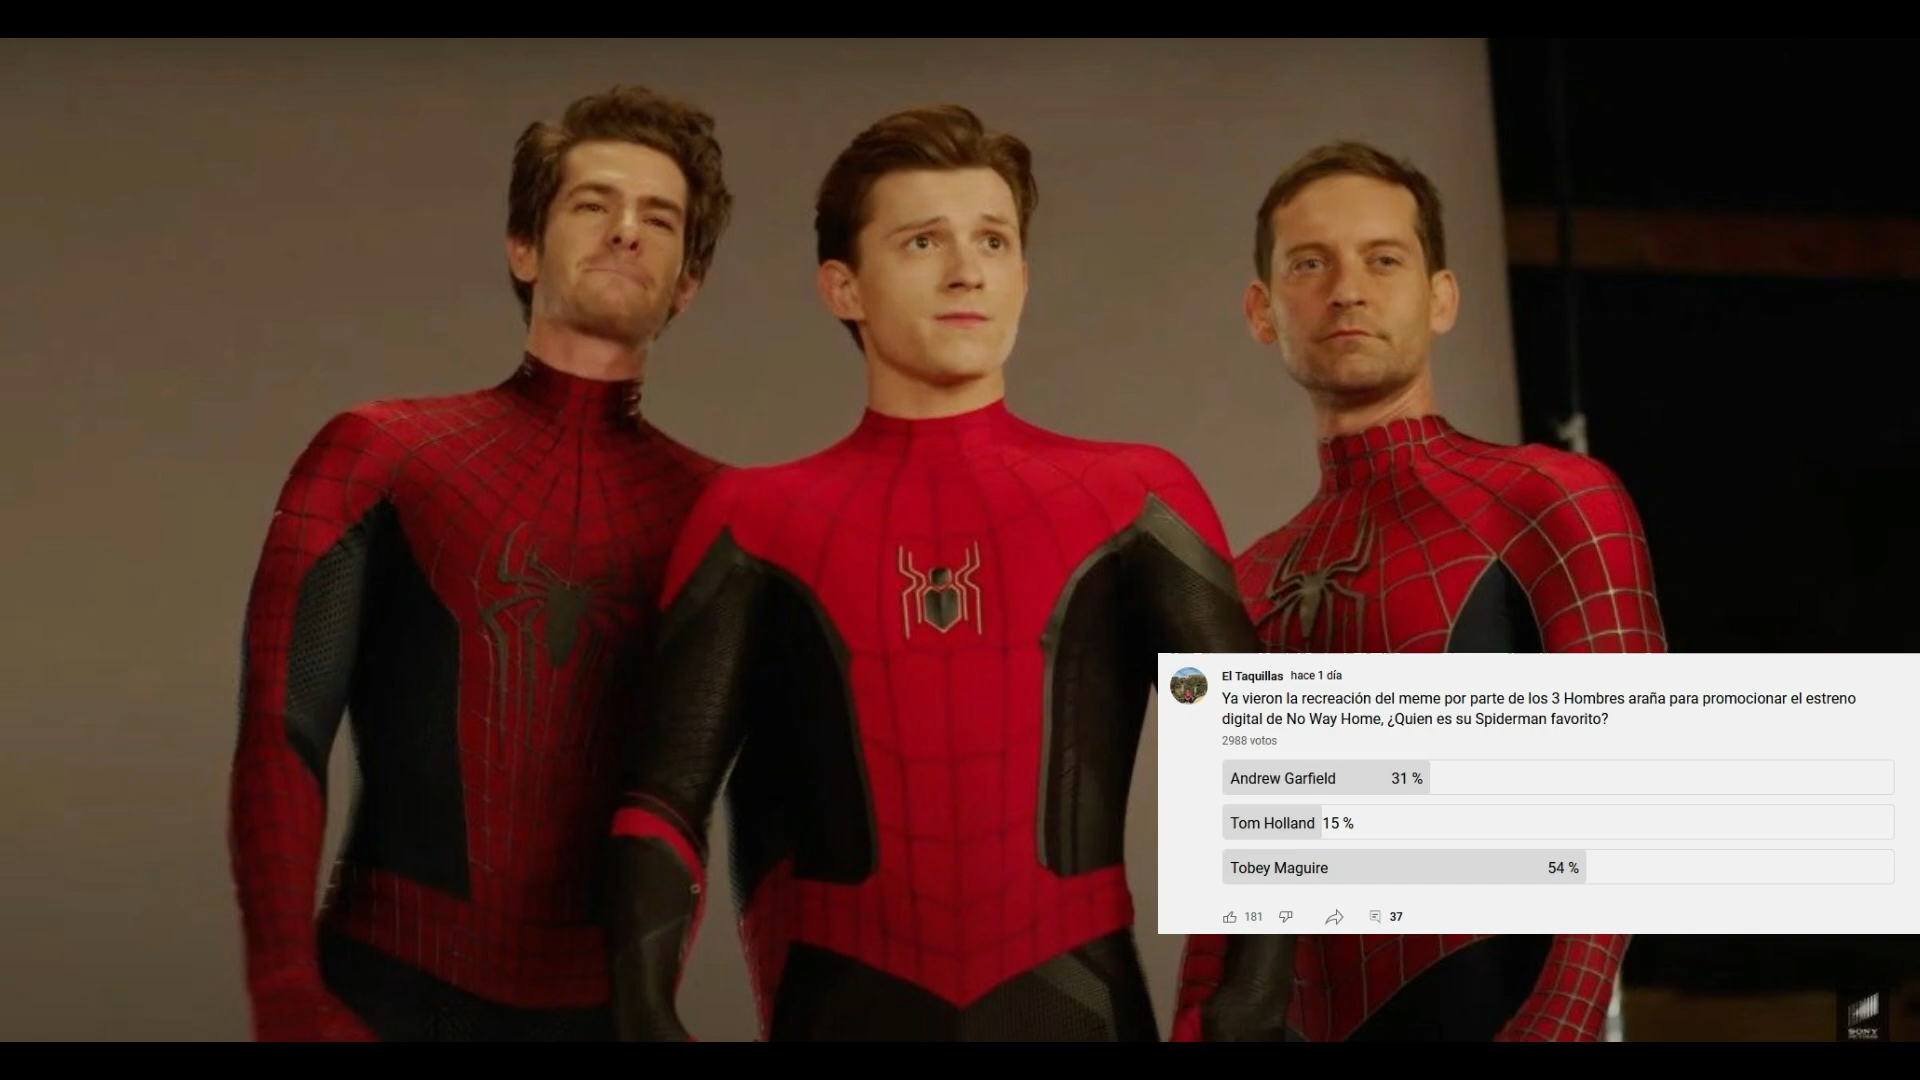 El Taquillas hace 1 día
Ya vieron la recreación del meme por parte de los 3 Hombres araña para promocionar el estreno
digital de No Way Home, ¿Quien es su Spiderman favorito?
2988 votos
Andrew Garfield 31 %
Tom Holland 15 %
Tobey Maguire 54 %
181 37
SONY
PICTURES